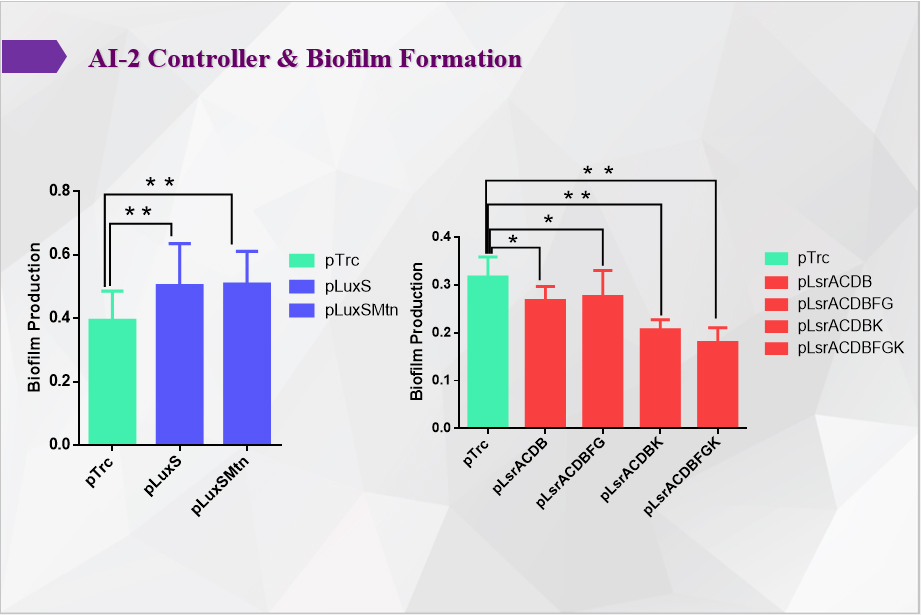 AI-2 Controller & Biofilm Formation
* *
* *
0.8
0.6
0.4
0.2
0.0
Biofilm Production
pTrc
pLuxS
pLuxSMtn
pTrc
pLuxS
pLuxSMtn
* *
* *
*
*
0.4
0.3
0.2
0.1
0.0
Biofilm Production
pTrc
pLsrACDB
pLsrACDBFG
pLsrACDBK
pLsrACDBFGK
pTrc
pLsrACDB
pLsrACDBFG
pLsrACDBK
pLsrACDBFGK